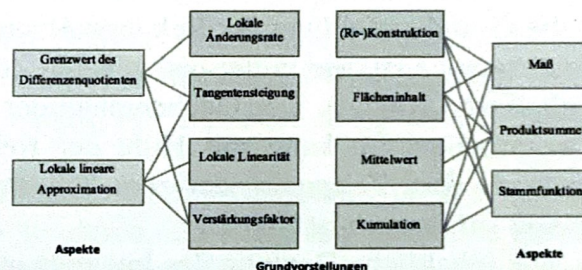 Grenzwert des
Differenzenquotienten
Lokale lineare
Approximation
Aspekte
Lokale
Änderungsrate
Tangentensteigung
Lokale Linearität
Verstärkungsfaktor
(Re-)Konstruktion
Flächeninhalt
Mittelwert
Kumulation
Grundvorstellungen
Maß
Produktsumme
Stammfunktion
Aspekte